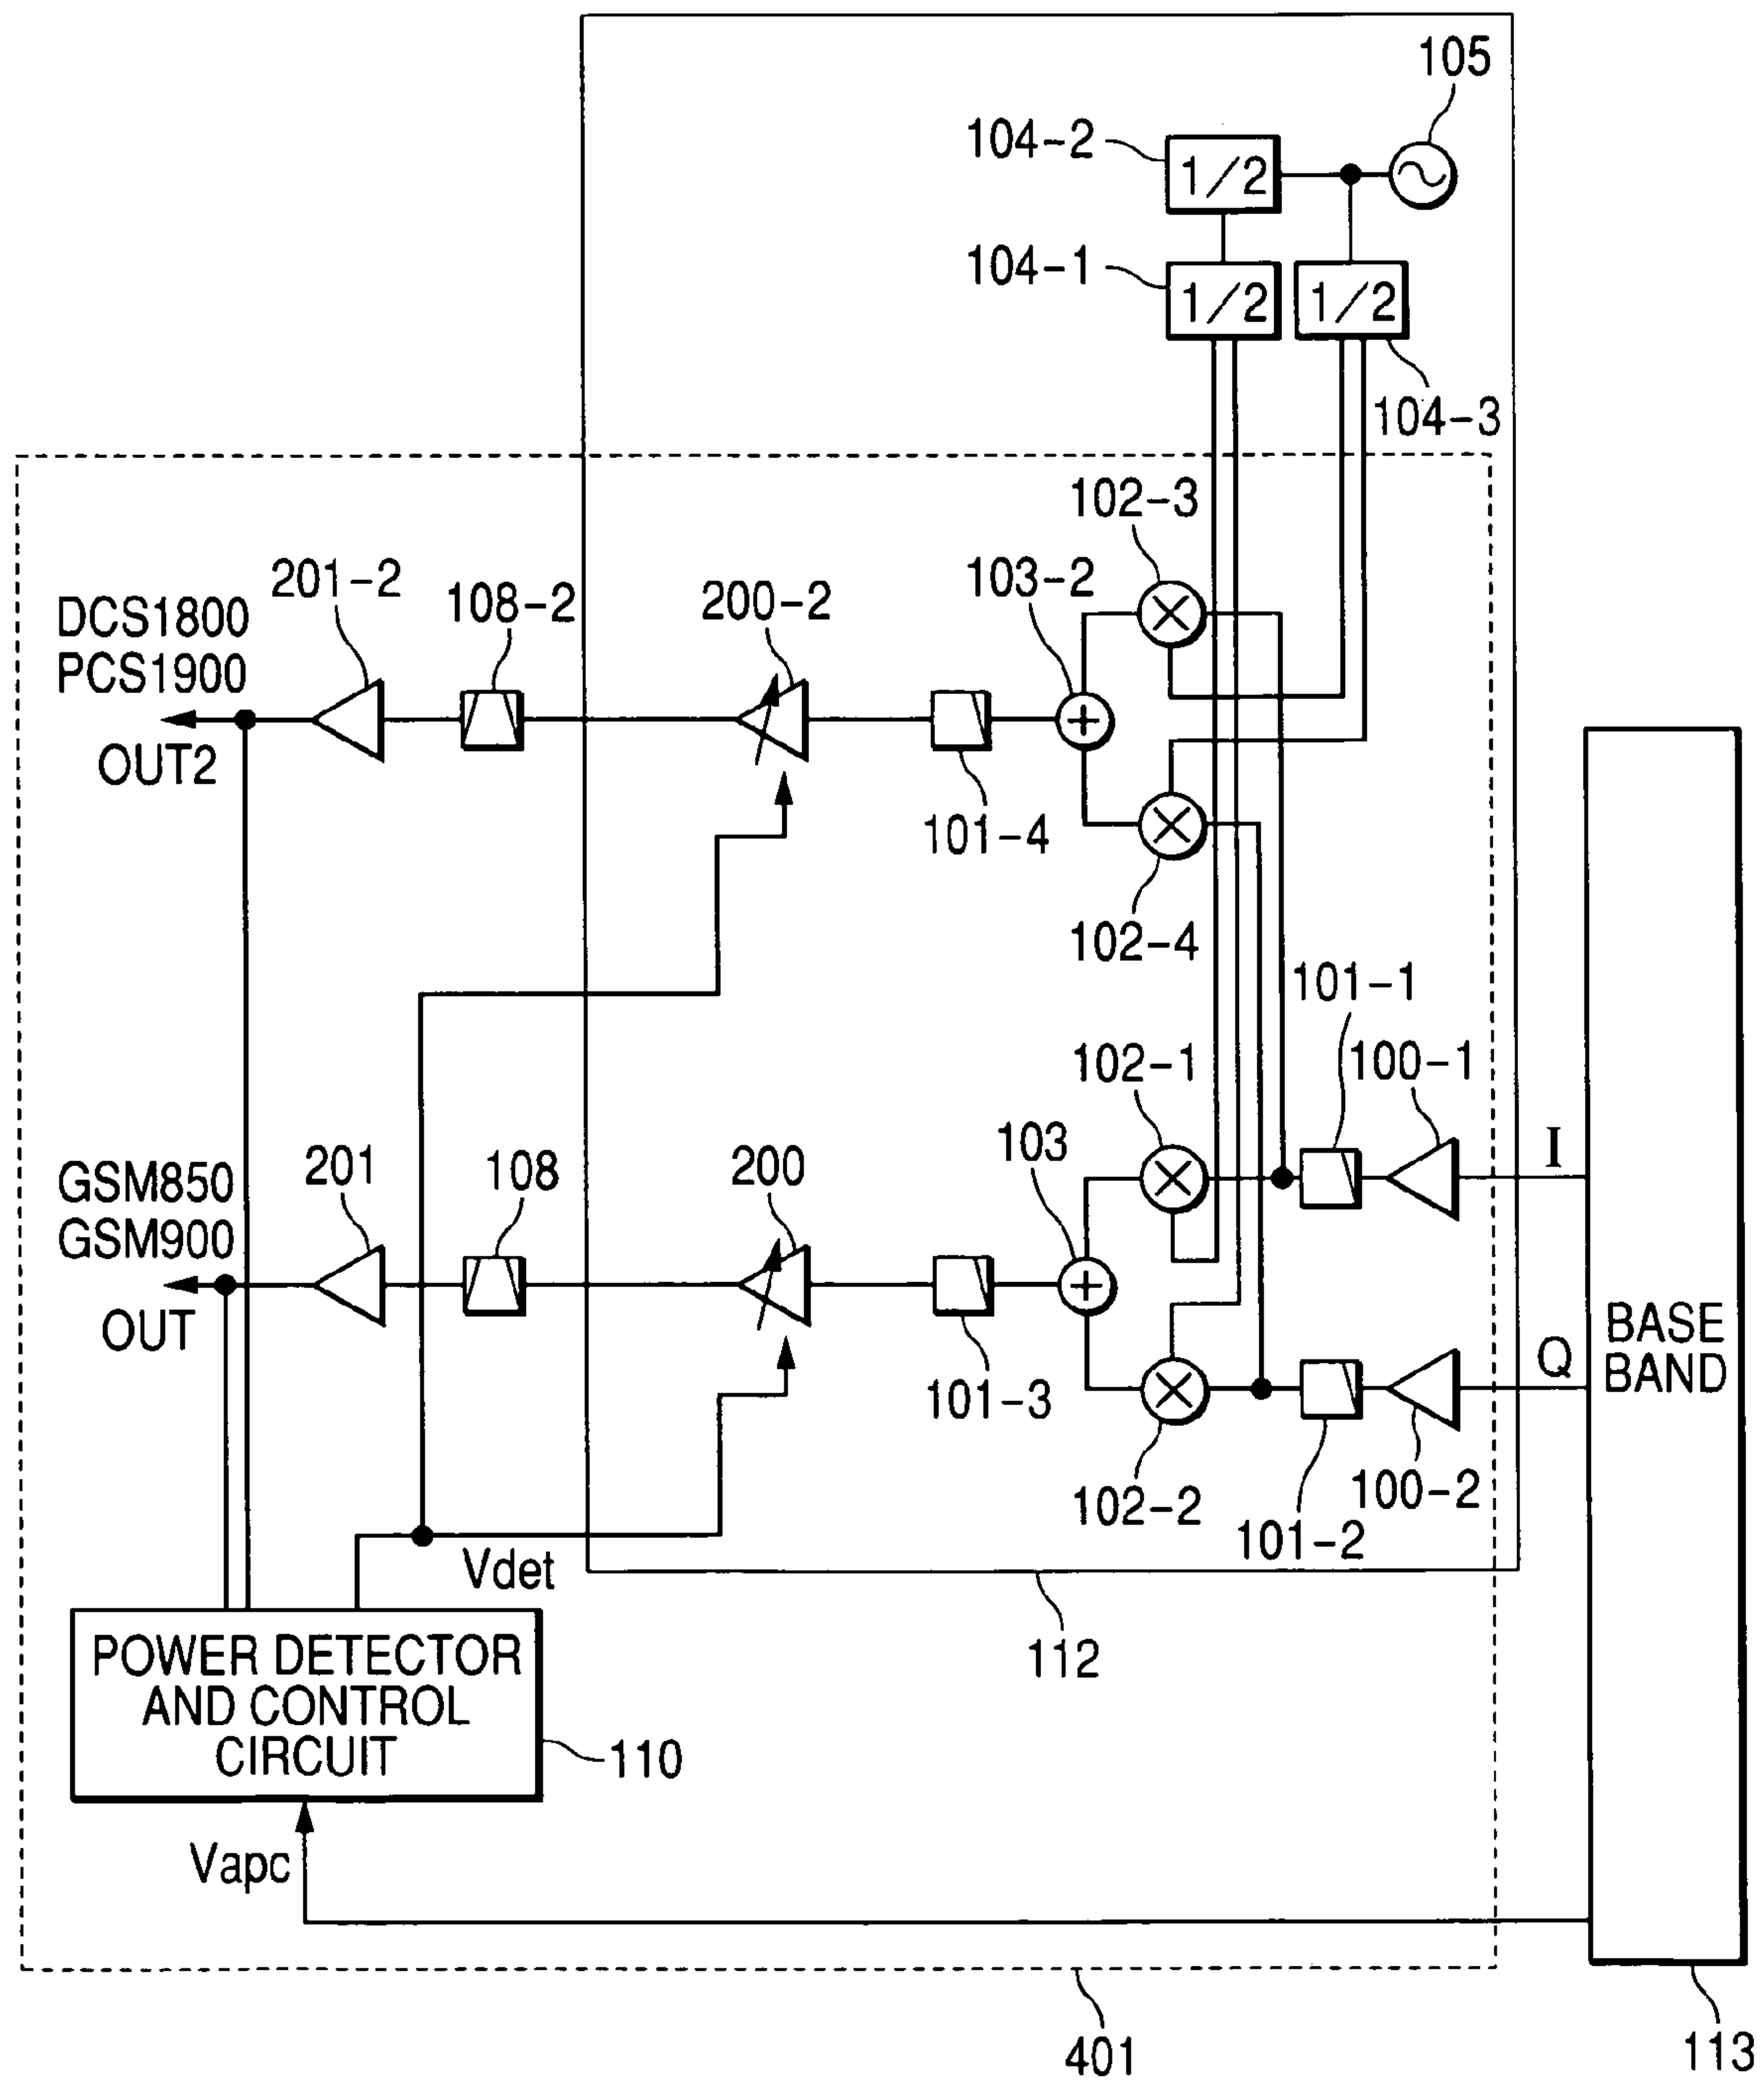 105
104-2
1/2
104-1
1/2
1/2
104-3
102-3
201-2
108-2
200-2
103-2
DCS1800
PCS1900
OUT2
101-4
102-4
101-1
102-1
100-1
103
I
GSM850
GSM900
201
108
200
OUT
101-3
Q
BASE
BAND
102-2
100-2
101-2
Vdet
112
POWER DETECTOR
AND CONTROL
CIRCUIT
110
Vapc
401
113